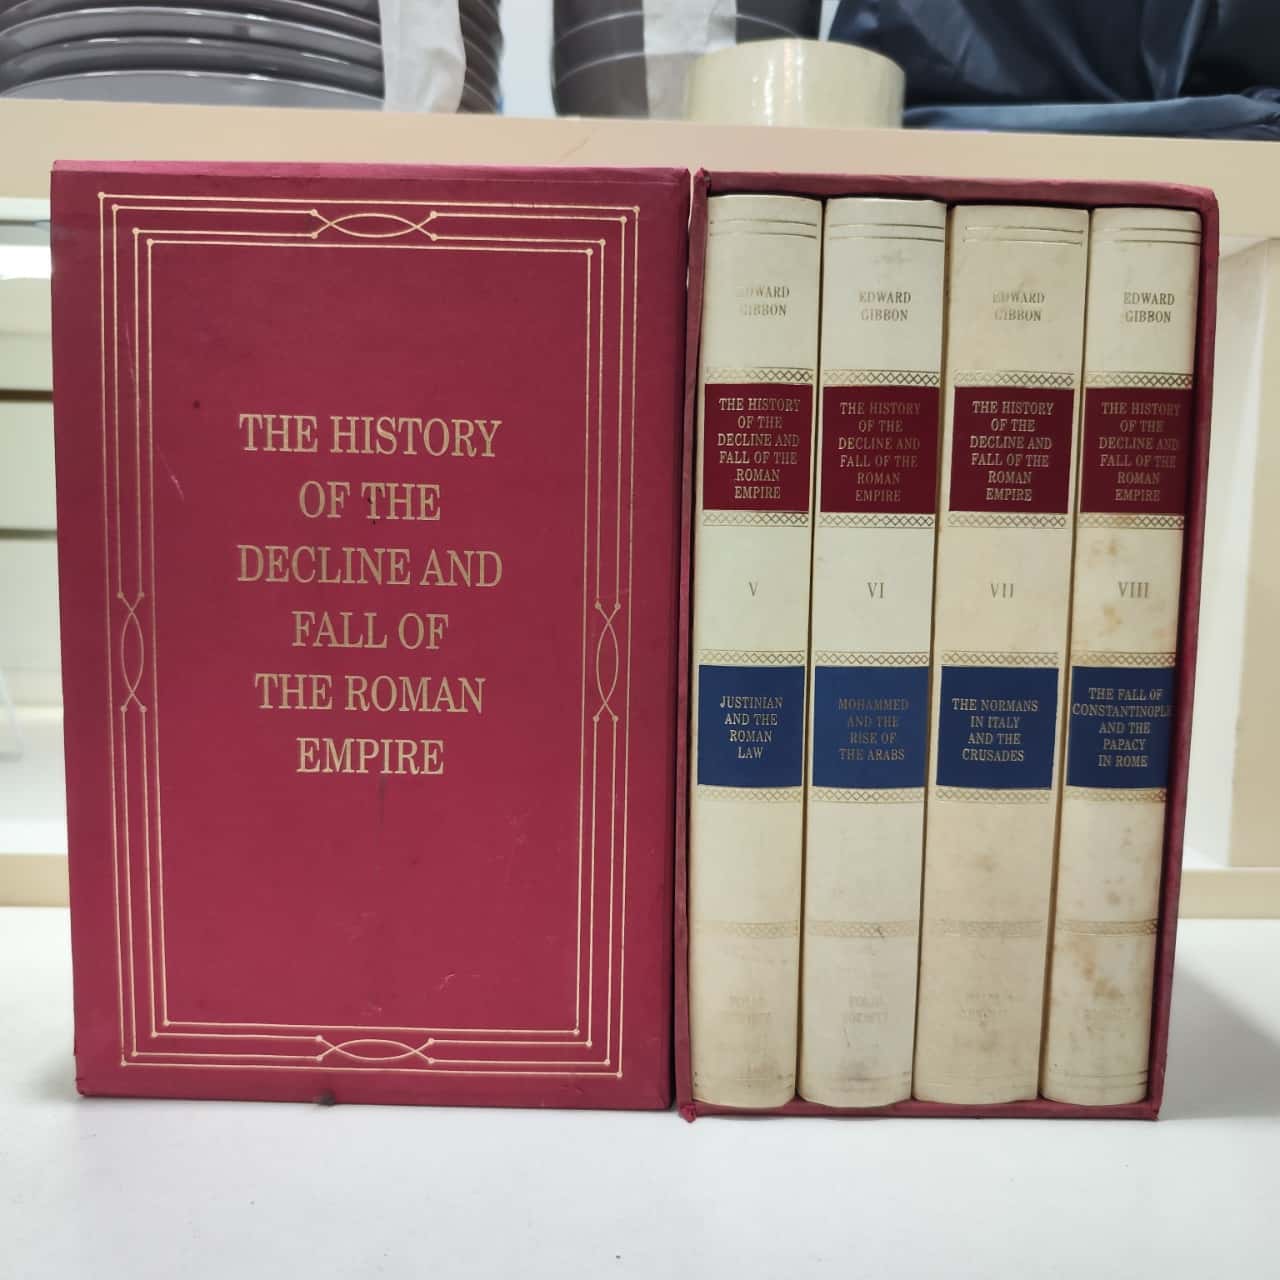 THE HISTORY
OF THE
DECLINE AND
FALL OF
THE ROMAN
EMPIRE
EDWARD
GIBBON
THE HISTORY
OF THE
DECLINE AND
FALL OF THE
ROMAN
EMPIRE
V
JUSTINIAN
AND THE
ROMAN
LAW
FOLIO
SOCIETY
EDWARD
GIBBON
THE HISTORY
OF THE
DECLINE AND
FALL OF THE
ROMAN
EMPIRE
VI
MOHAMMED
AND THE
RISE OF
THE ARABS
FOLIO
SOCIETY
EDWARD
GIBBON
THE HISTORY
OF THE
DECLINE AND
FALL OF THE
ROMAN
EMPIRE
VII
THE NORMANS
IN ITALY
AND THE
CRUSADES
EDWARD
GIBBON
THE HISTORY
OF THE
DECLINE AND
FALL OF THE
ROMAN
EMPIRE
VIII
THE FALL OF
CONSTANTINOPLE
AND THE
PAPACY
IN ROME